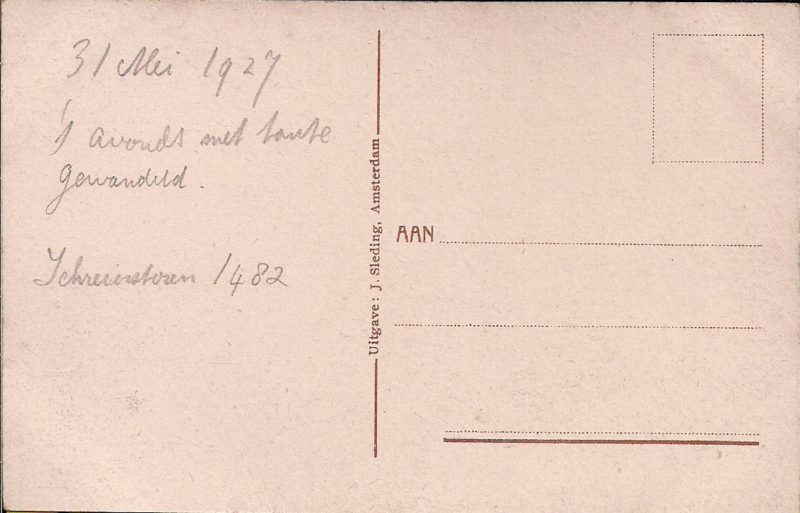 31 Mei 1927
's avonds met tante
gewandeld.
Schreierstoren 1482
Uitgave: J. Sleding, Amsterdam
AAN